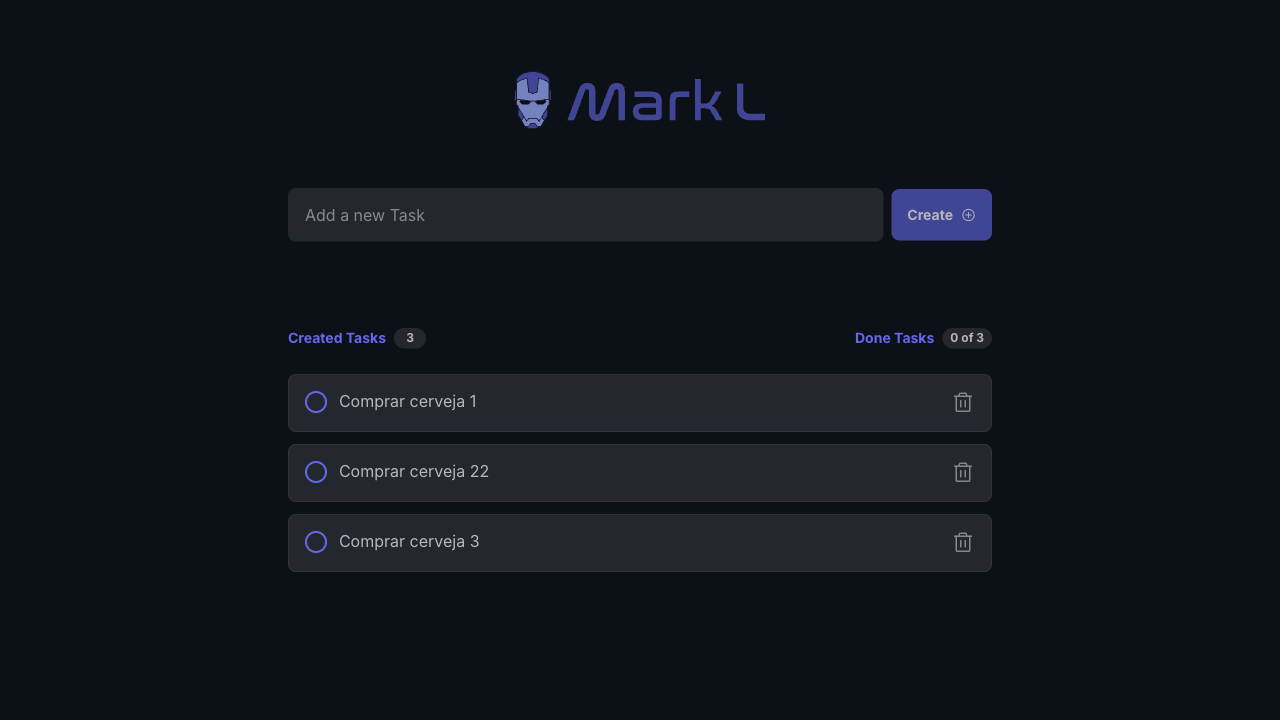 Mark L
Add a new Task
Create
Created Tasks 3
Done Tasks 0 of 3
Comprar cerveja 1
Comprar cerveja 22
Comprar cerveja 3